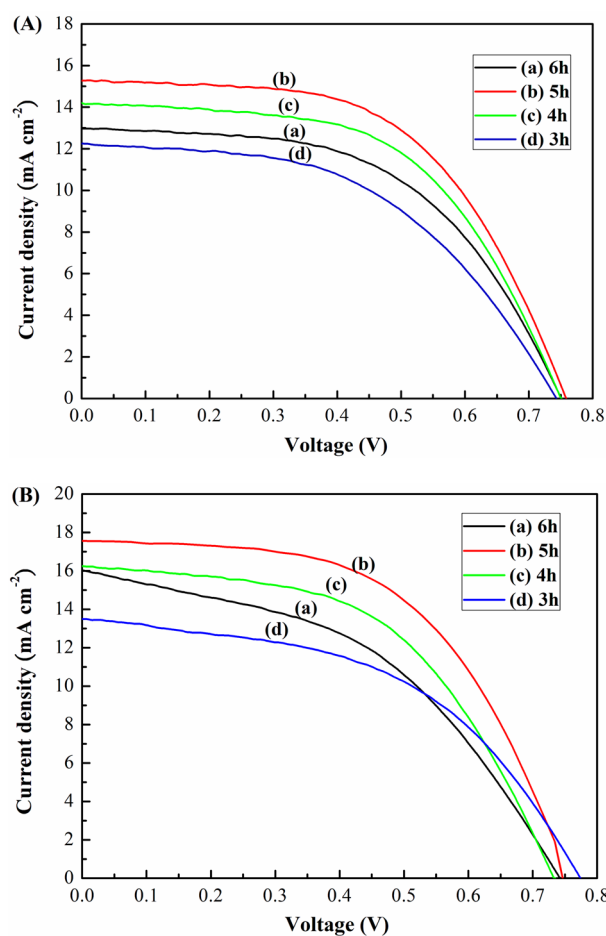 (A)
18
16
14
12
10
8
6
4
2
0
Current density (mA cm⁻²)
(b)
(c)
(a)
(d)
(a) 6h
(b) 5h
(c) 4h
(d) 3h
0.0 0.1 0.2 0.3 0.4 0.5 0.6 0.7 0.8
Voltage (V)
(B)
20
18
16
14
12
10
8
6
4
2
0
Current density (mA cm⁻²)
(b)
(c)
(a)
(d)
(a) 6h
(b) 5h
(c) 4h
(d) 3h
0.0 0.1 0.2 0.3 0.4 0.5 0.6 0.7 0.8
Voltage (V)